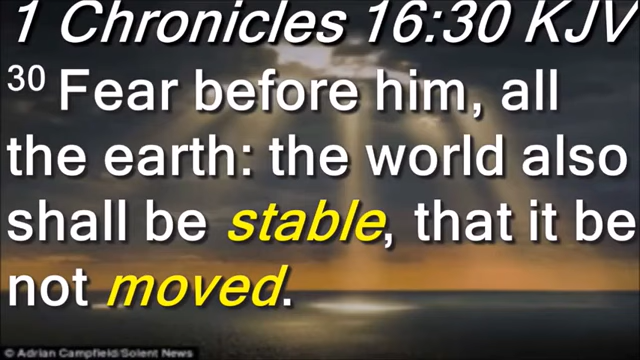 1 Chronicles 16:30 KJV
30 Fear before him, all
the earth: the world also
shall be stable, that it be
not moved.
© Adrian Campfield/Solent News